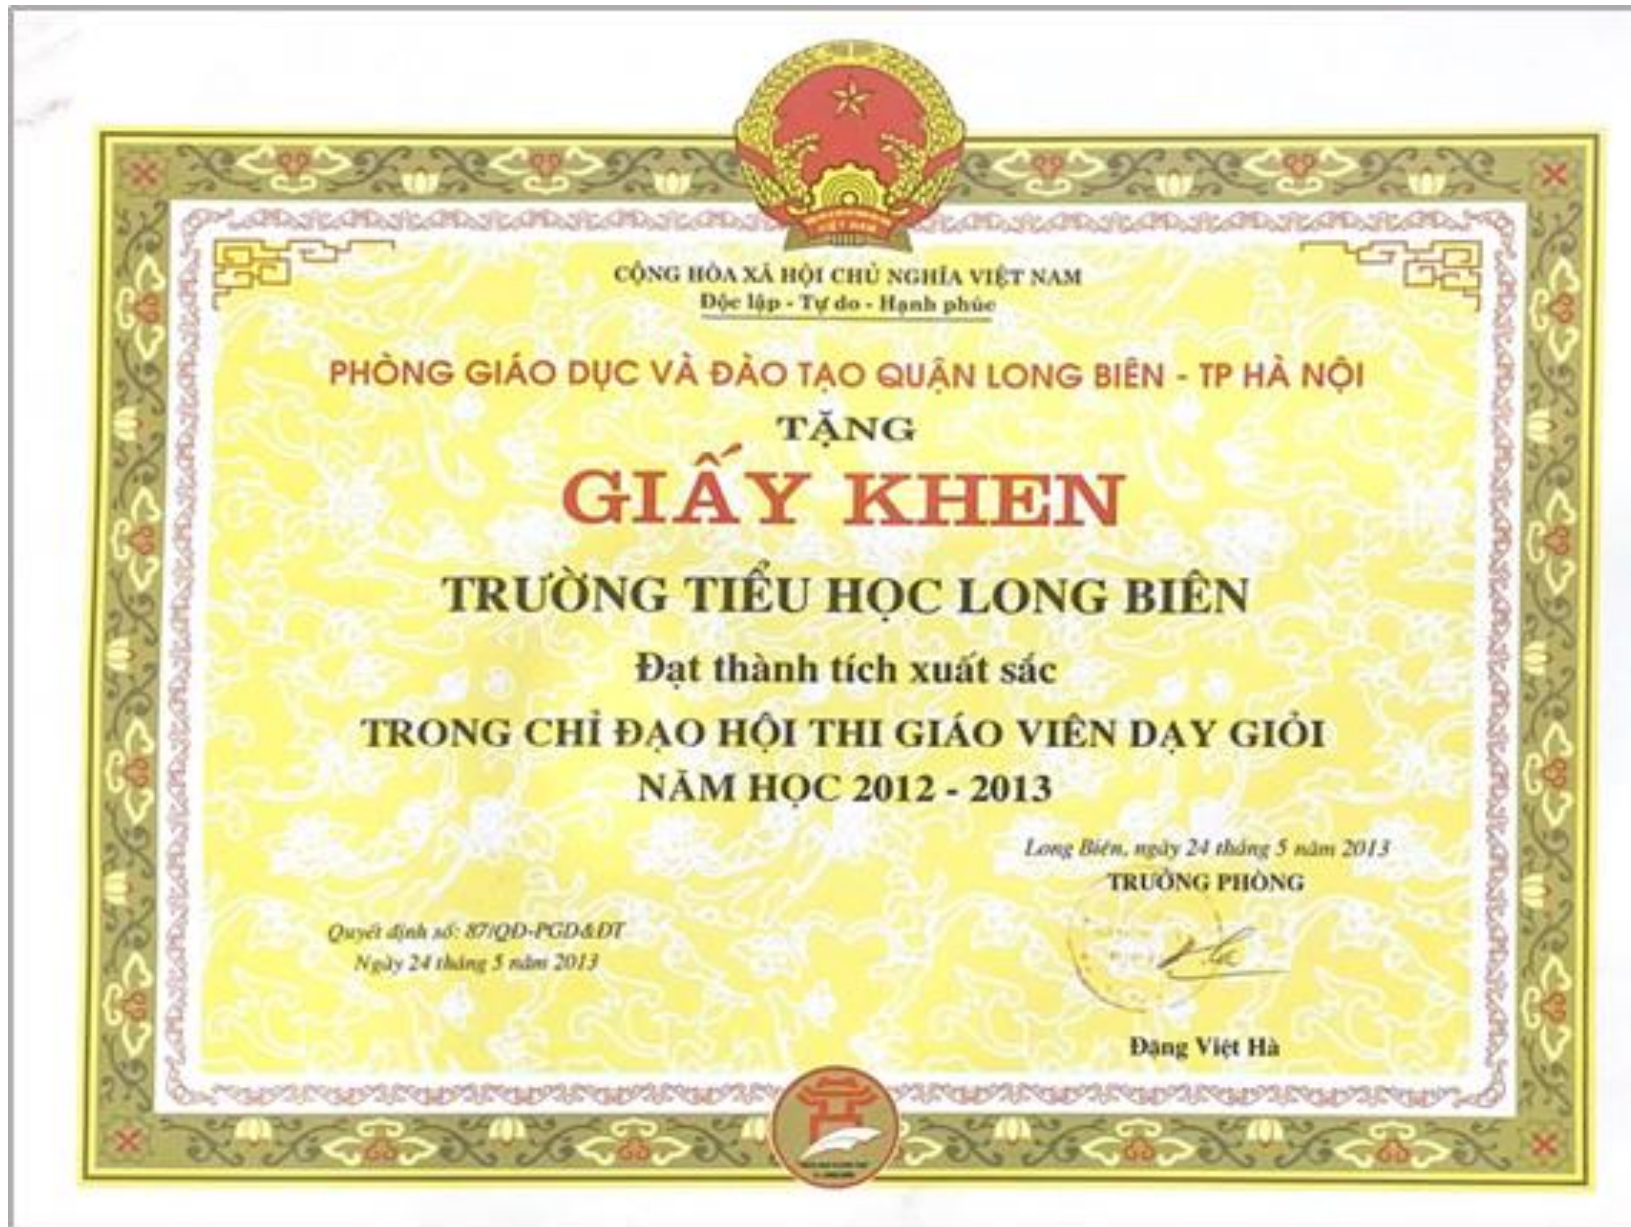 VIỆT NAM
CỘNG HÒA XÃ HỘI CHỦ NGHĨA VIỆT NAM
Độc lập - Tự do - Hạnh phúc
PHÒNG GIÁO DỤC VÀ ĐÀO TẠO QUẬN LONG BIÊN - TP HÀ NỘI
TẶNG
GIẤY KHEN
TRƯỜNG TIỂU HỌC LONG BIÊN
Đạt thành tích xuất sắc
TRONG CHỈ ĐẠO HỘI THI GIÁO VIÊN DẠY GIỎI
NĂM HỌC 2012 - 2013
Long Biên, ngày 24 tháng 5 năm 2013
TRƯỞNG PHÒNG
Quyết định số: 87/QĐ-PGD&ĐT
Ngày 24 tháng 5 năm 2013
Đặng Việt Hà